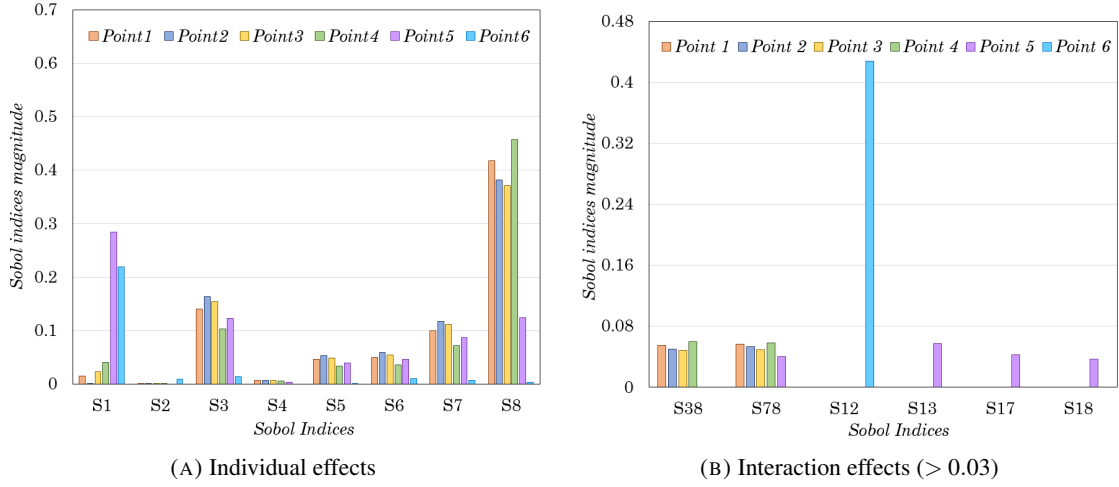 0.7
Point1 Point2 Point3 Point4 Point5 Point6
0.6
0.5
0.4
0.3
0.2
0.1
0
Sobol indices magnitude
S1 S2 S3 S4 S5 S6 S7 S8
Sobol Indices
(A) Individual effects
0.48
Point 1 Point 2 Point 3 Point 4 Point 5 Point 6
0.4
0.32
0.24
0.16
0.08
0
Sobol indices magnitude
S38 S78 S12 S13 S17 S18
Sobol Indices
(B) Interaction effects (> 0.03)